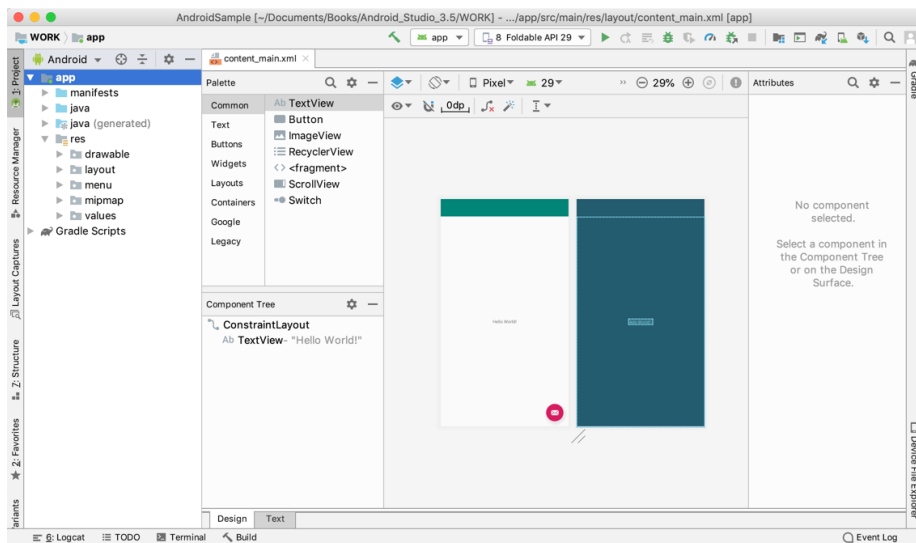 AndroidSample [~/Documents/Books/Android_Studio_3.5/WORK] - .../app/src/main/res/layout/content_main.xml [app]
WORK app
app 8 Foldable API 29
1: Project
Resource Manager
Layout Captures
7: Structure
2: Favorites
ariants
Android
app
manifests
java
java (generated)
res
drawable
layout
menu
mipmap
values
Gradle Scripts
content_main.xml
Palette
Common
Text
Buttons
Widgets
Layouts
Containers
Google
Legacy
Ab TextView
Button
ImageView
RecyclerView
<> <fragment>
ScrollView
Switch
Component Tree
ConstraintLayout
Ab TextView- "Hello World!"
Pixel 29 » 29%
0dp
Hello World!
Attributes
No component
selected.
Select a component in
the Component Tree
or on the Design
Surface.
Gradle
Device File Explorer
Design Text
6: Logcat TODO Terminal Build Event Log